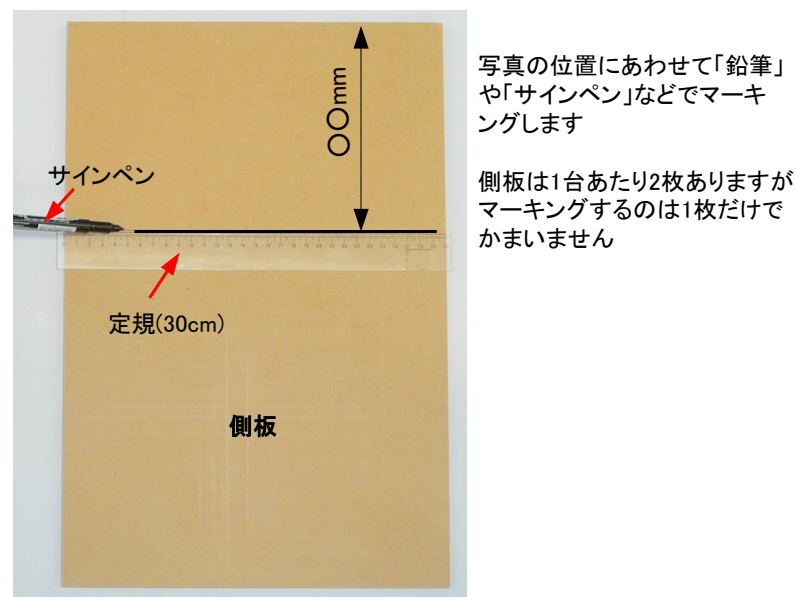 写真の位置にあわせて「鉛筆」
や「サインペン」などでマーキ
ングします
側板は1台あたり2枚ありますが
マーキングするのは1枚だけで
かまいません
〇〇mm
サインペン
定規(30cm)
側板